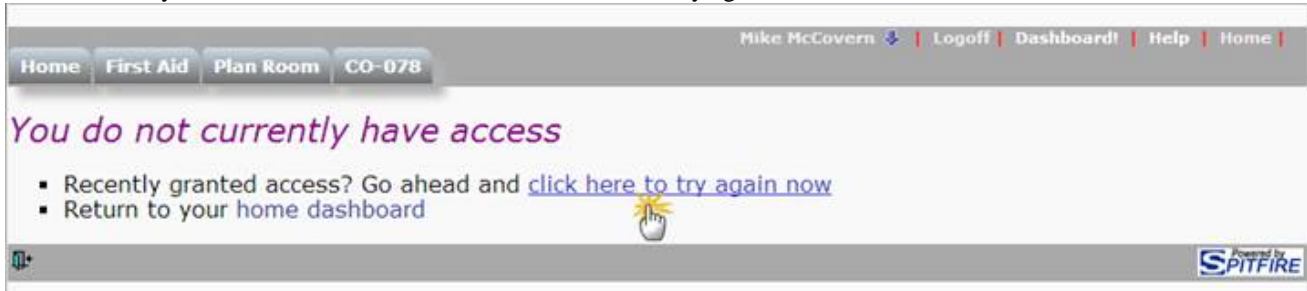 Mike McCovern | Logoff | Dashboard! | Help | Home |
Home First Aid Plan Room CO-078
You do not currently have access
Recently granted access? Go ahead and click here to try again now
Return to your home dashboard
Powered by
SPITFIRE